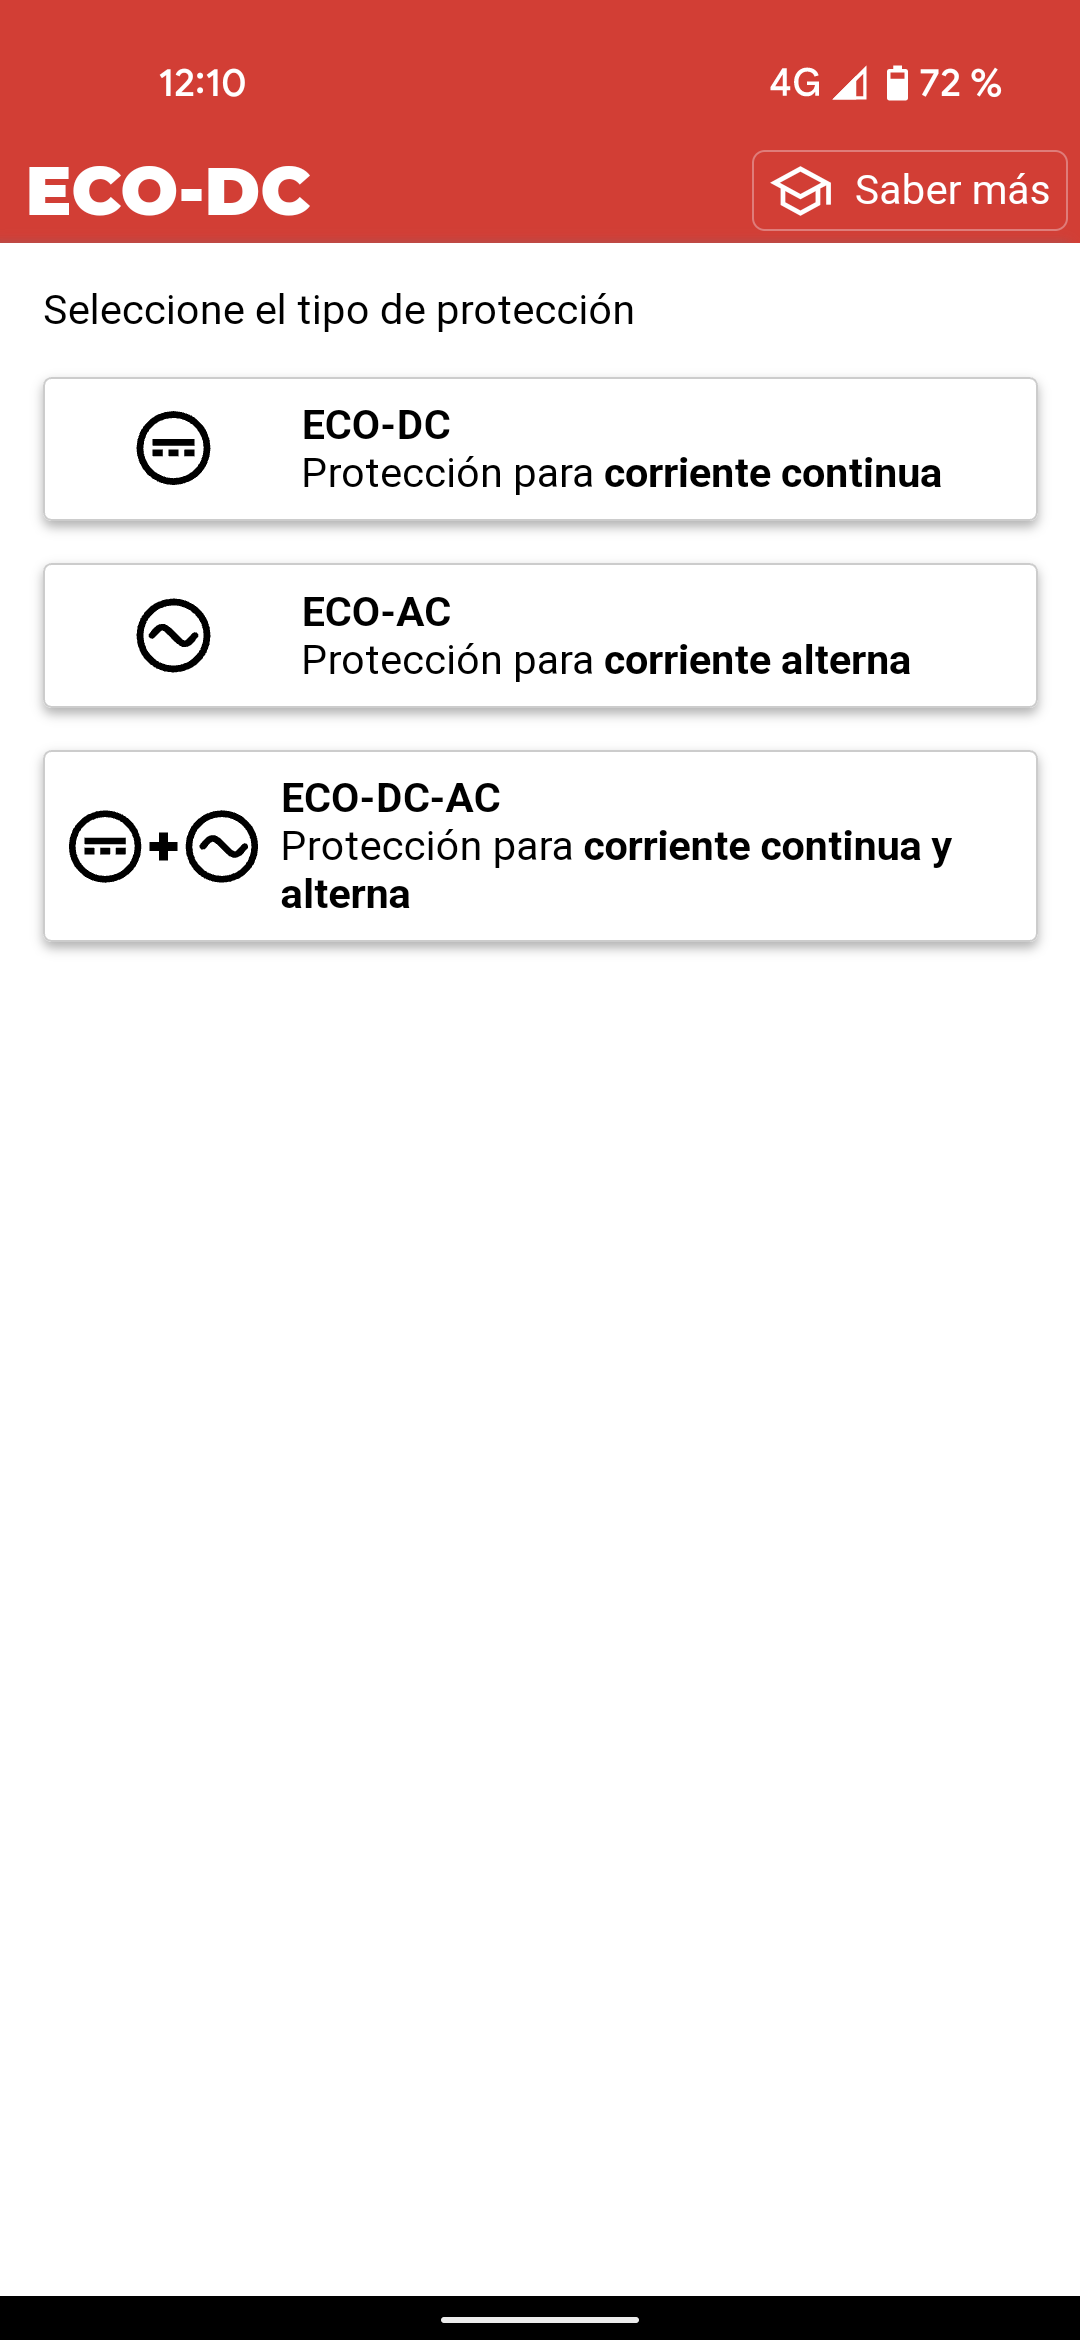 12:10
4G 72 %
ECO-DC
Saber más
Seleccione el tipo de protección
ECO-DC
Protección para corriente continua
ECO-AC
Protección para corriente alterna
ECO-DC-AC
Protección para corriente continua y
alterna